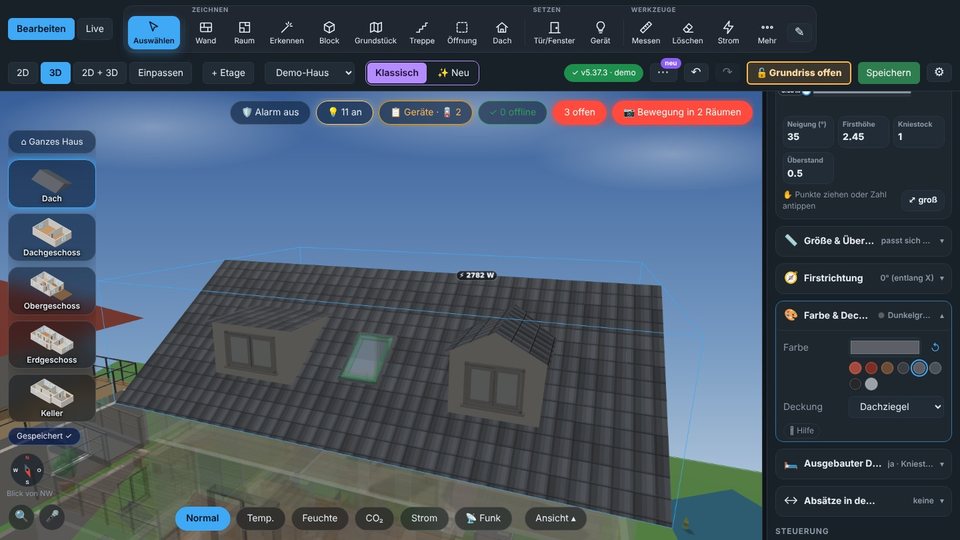 ZEICHNEN
SETZEN
WERKZEUGE
Bearbeiten
Live
Auswählen
Wand
Raum
Erkennen
Block
Grundstück
Treppe
Öffnung
Dach
Tür/Fenster
Gerät
Messen
Löschen
Strom
Mehr
2D
3D
2D + 3D
Einpassen
+ Etage
Demo-Haus
Klassisch
✨ Neu
✓ v5.37.3 · demo
neu
Grundriss offen
Speichern
Alarm aus
11 an
Geräte · 2
✓ 0 offline
3 offen
Bewegung in 2 Räumen
⌂ Ganzes Haus
Dach
Dachgeschoss
Obergeschoss
Erdgeschoss
Keller
Gespeichert ✓
N
W
O
S
Blick von NW
⚡ 2782 W
Normal
Temp.
Feuchte
CO₂
Strom
Funk
Ansicht ▴
Neigung (°)
35
Firsthöhe
2.45
Kniestock
1
Überstand
0.5
Punkte ziehen oder Zahl
antippen
⤢ groß
Größe & Über…
passt sich …
Firstrichtung
0° (entlang X)
Farbe & Dec…
Dunkelgr…
Farbe
Deckung
Dachziegel
Hilfe
Ausgebauter D…
ja · Kniest…
Absätze in de…
keine
STEUERUNG